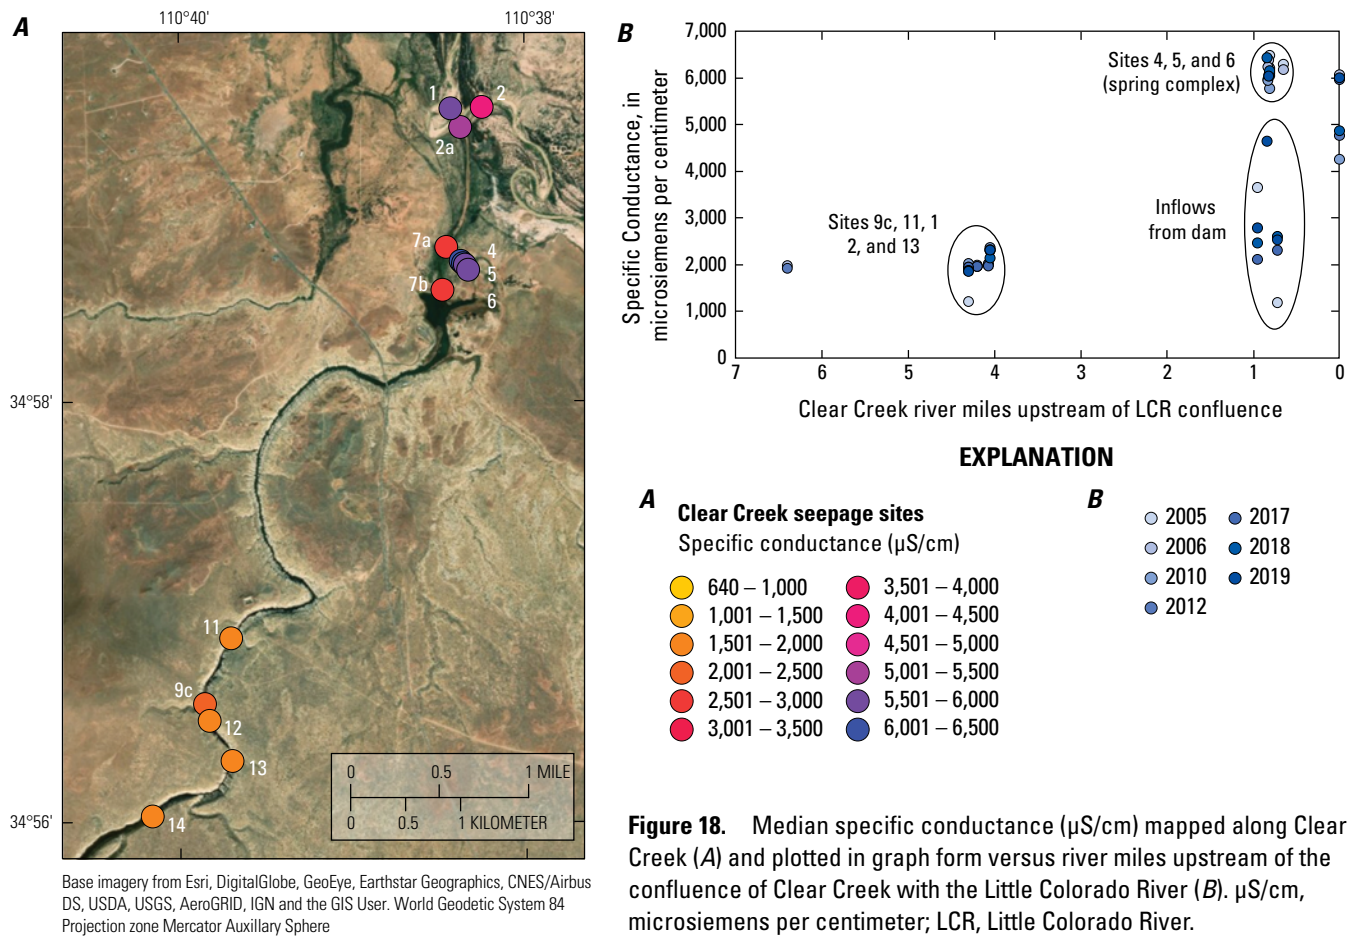 A
110°40'
110°38'
1
2
2a
7a
4
5
7b
6
34°58'
11
9c
12
13
14
34°56'
0 0.5 1 MILE
0 0.5 1 KILOMETER
Base imagery from Esri, DigitalGlobe, GeoEye, Earthstar Geographics, CNES/Airbus
DS, USDA, USGS, AeroGRID, IGN and the GIS User. World Geodetic System 84
Projection zone Mercator Auxillary Sphere
B
Specific Conductance, in
microsiemens per centimeter
7,000
6,000
5,000
4,000
3,000
2,000
1,000
0
Sites 4, 5, and 6
(spring complex)
Sites 9c, 11, 1
2, and 13
Inflows
from dam
7 6 5 4 3 2 1 0
Clear Creek river miles upstream of LCR confluence
EXPLANATION
A
Clear Creek seepage sites
Specific conductance (µS/cm)
640 – 1,000
1,001 – 1,500
1,501 – 2,000
2,001 – 2,500
2,501 – 3,000
3,001 – 3,500
3,501 – 4,000
4,001 – 4,500
4,501 – 5,000
5,001 – 5,500
5,501 – 6,000
6,001 – 6,500
B
2005
2006
2010
2012
2017
2018
2019
Figure 18. Median specific conductance (µS/cm) mapped along Clear
Creek (A) and plotted in graph form versus river miles upstream of the
confluence of Clear Creek with the Little Colorado River (B). µS/cm,
microsiemens per centimeter; LCR, Little Colorado River.